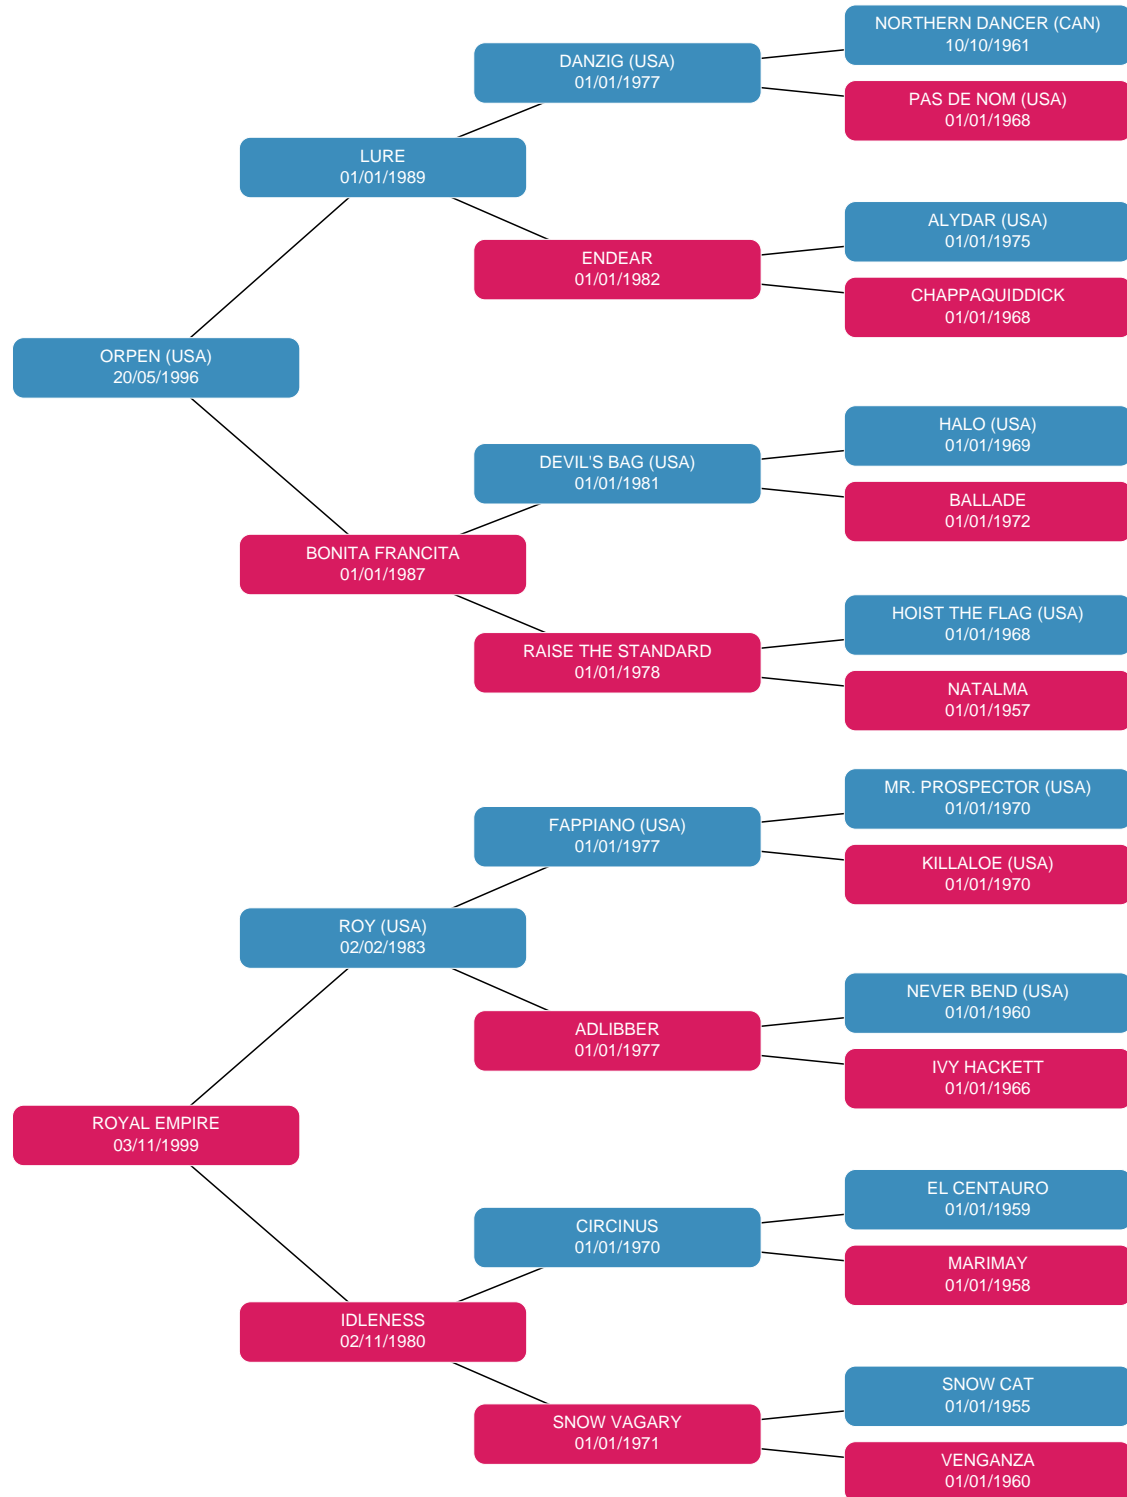 NORTHERN DANCER (CAN)
10/10/1961
DANZIG (USA)
01/01/1977
PAS DE NOM (USA)
01/01/1968
LURE
01/01/1989
ALYDAR (USA)
01/01/1975
ENDEAR
01/01/1982
CHAPPAQUIDDICK
01/01/1968
ORPEN (USA)
20/05/1996
HALO (USA)
01/01/1969
DEVIL'S BAG (USA)
01/01/1981
BALLADE
01/01/1972
BONITA FRANCITA
01/01/1987
HOIST THE FLAG (USA)
01/01/1968
RAISE THE STANDARD
01/01/1978
NATALMA
01/01/1957
MR. PROSPECTOR (USA)
01/01/1970
FAPPIANO (USA)
01/01/1977
KILLALOE (USA)
01/01/1970
ROY (USA)
02/02/1983
NEVER BEND (USA)
01/01/1960
ADLIBBER
01/01/1977
IVY HACKETT
01/01/1966
ROYAL EMPIRE
03/11/1999
EL CENTAURO
01/01/1959
CIRCINUS
01/01/1970
MARIMAY
01/01/1958
IDLENESS
02/11/1980
SNOW CAT
01/01/1955
SNOW VAGARY
01/01/1971
VENGANZA
01/01/1960